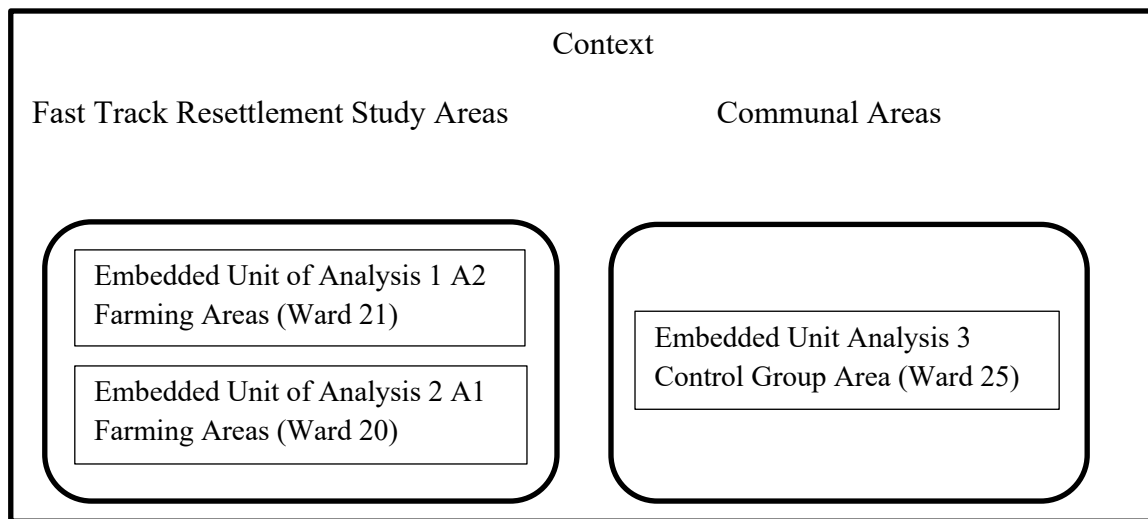 Context
Fast Track Resettlement Study Areas
Communal Areas
Embedded Unit of Analysis 1 A2
Farming Areas (Ward 21)
Embedded Unit of Analysis 2 A1
Farming Areas (Ward 20)
Embedded Unit Analysis 3
Control Group Area (Ward 25)